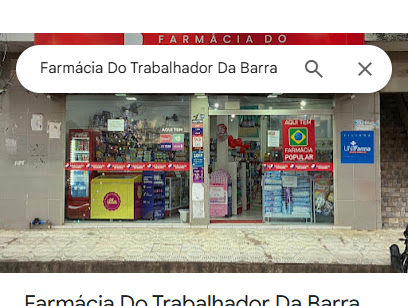 FARMÁCIA DO
Farmácia Do Trabalhador Da Barra
AQUI TEM
AQUI TEM
FARMÁCIA
POPULAR
UniFarma
Farmácia Do Trabalhador Da Barra